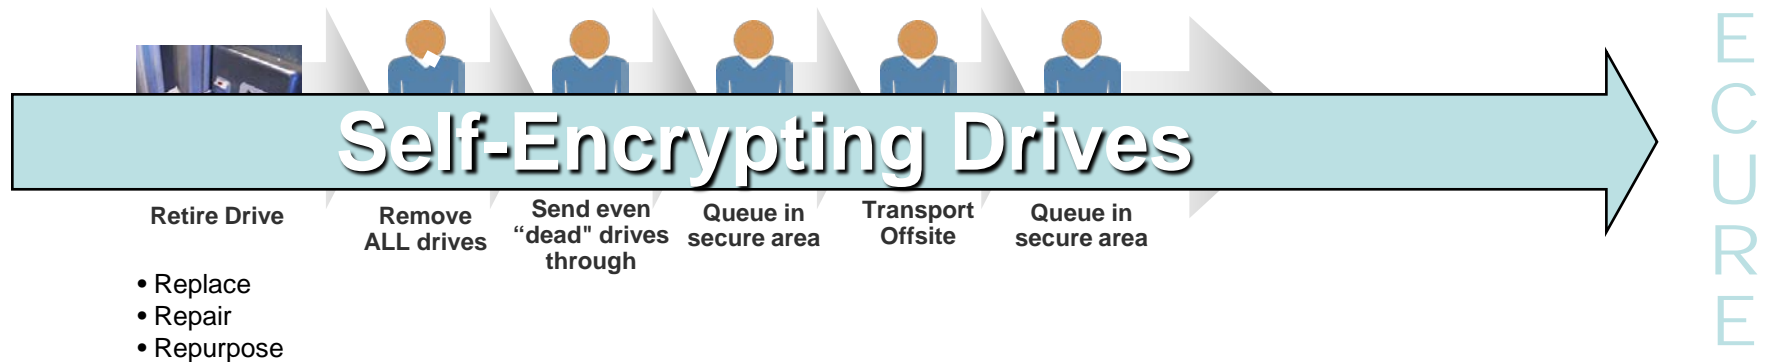 Self-Encrypting Drives
Retire Drive
Remove
ALL drives
Send even
“dead" drives
through
Queue in
secure area
Transport
Offsite
Queue in
secure area
• Replace
• Repair
• Repurpose
E
C
U
R
E